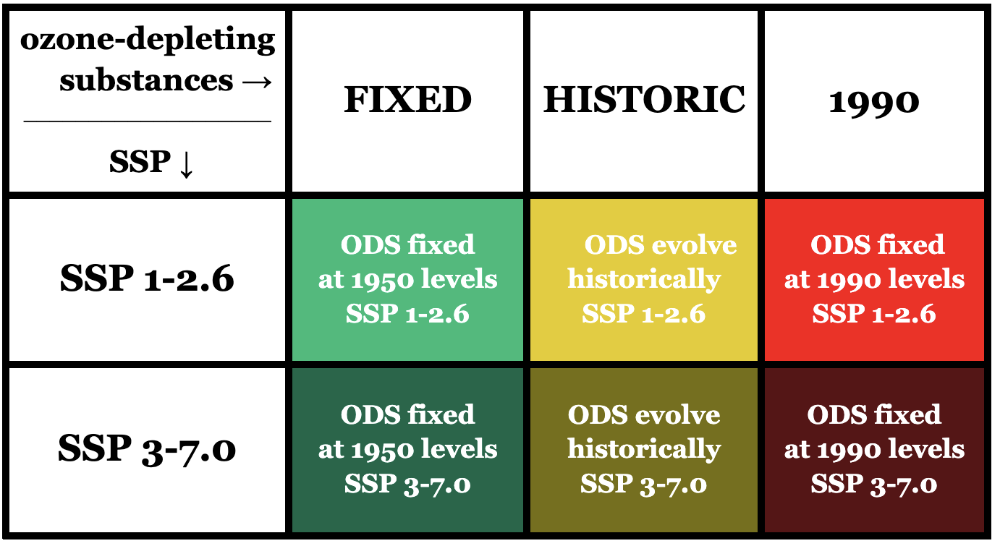 ozone-depleting
substances →
SSP ↓
FIXED
HISTORIC
1990
SSP 1-2.6
ODS fixed
at 1950 levels
SSP 1-2.6
ODS evolve
historically
SSP 1-2.6
ODS fixed
at 1990 levels
SSP 1-2.6
SSP 3-7.0
ODS fixed
at 1950 levels
SSP 3-7.0
ODS evolve
historically
SSP 3-7.0
ODS fixed
at 1990 levels
SSP 3-7.0